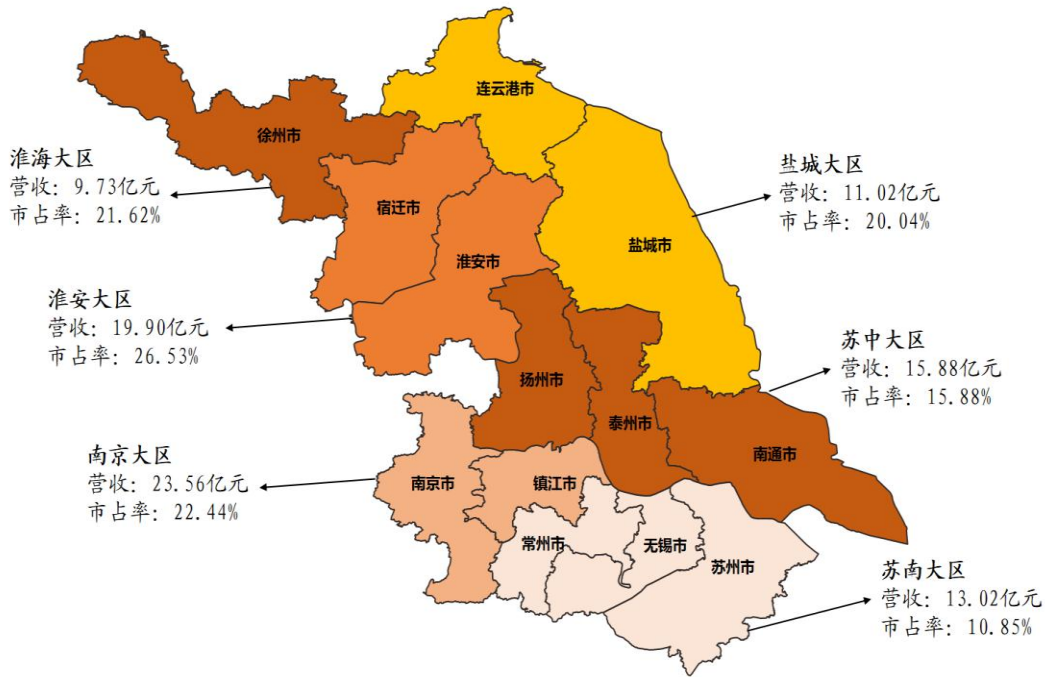 连云港市
徐州市
淮海大区
营收: 9.73亿元
市占率: 21.62%
盐城大区
营收: 11.02亿元
市占率: 20.04%
宿迁市
盐城市
淮安市
淮安大区
营收: 19.90亿元
市占率: 26.53%
苏中大区
营收: 15.88亿元
市占率: 15.88%
扬州市
泰州市
南通市
南京大区
营收: 23.56亿元
市占率: 22.44%
南京市
镇江市
常州市
无锡市
苏州市
苏南大区
营收: 13.02亿元
市占率: 10.85%